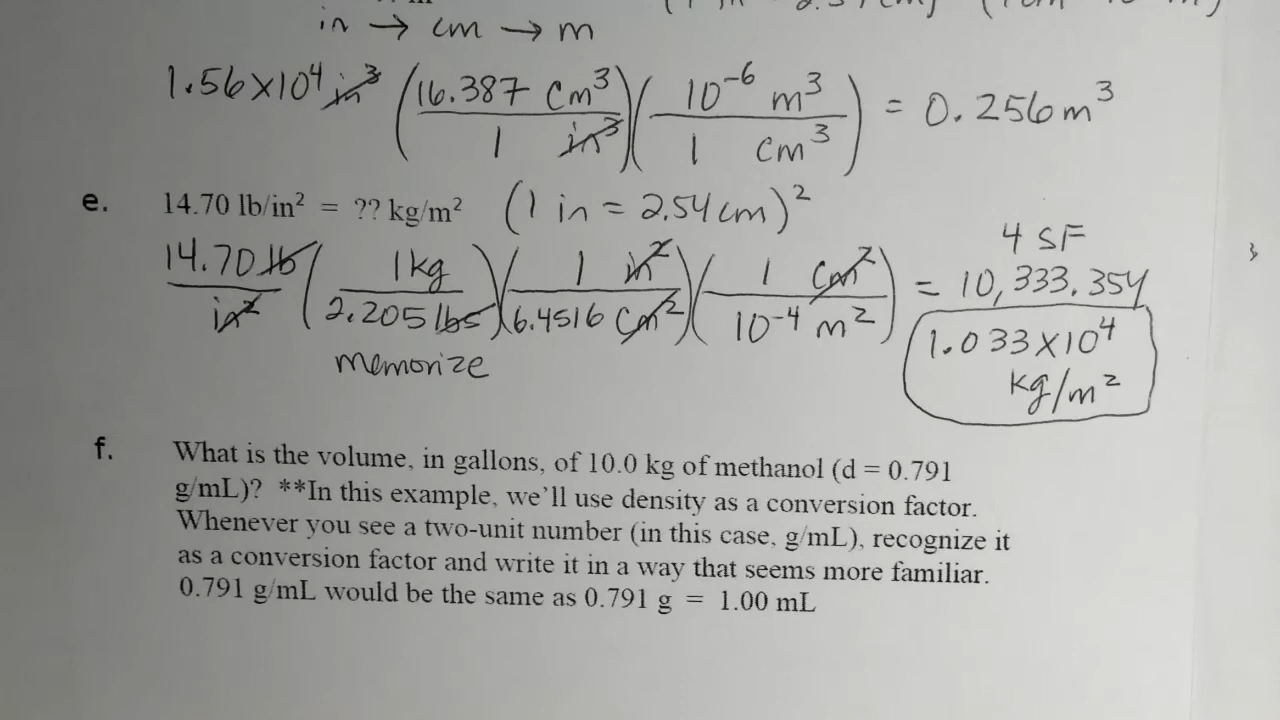 in → cm → m
1.56×10⁴ in³ (16.387 cm³ / 1 in³)(10⁻⁶ m³ / 1 cm³) = 0.256 m³
e. 14.70 lb/in² = ?? kg/m² (1 in = 2.54 cm)²
14.70 lb / in² (1 kg / 2.205 lbs)(1 in² / 6.4516 cm²)(1 cm² / 10⁻⁴ m²) = 10,333.354
4 SF
memorize
1.033×10⁴
kg/m²
f. What is the volume, in gallons, of 10.0 kg of methanol (d = 0.791
g/mL)? **In this example, we’ll use density as a conversion factor.
Whenever you see a two-unit number (in this case, g/mL), recognize it
as a conversion factor and write it in a way that seems more familiar.
0.791 g/mL would be the same as 0.791 g = 1.00 mL